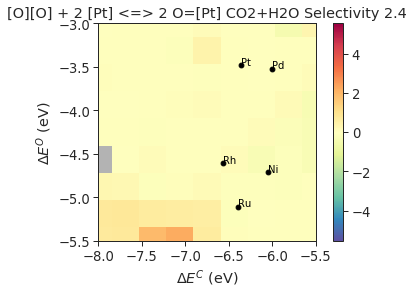 [O][O] + 2 [Pt] <=> 2 O=[Pt] CO2+H2O Selectivity 2.4
ΔE^O (eV)
−3.0
−3.5
−4.0
−4.5
−5.0
−5.5
Pt
Pd
Rh
Ni
Ru
−8.0 −7.5 −7.0 −6.5 −6.0 −5.5
ΔE^C (eV)
4
2
0
−2
−4